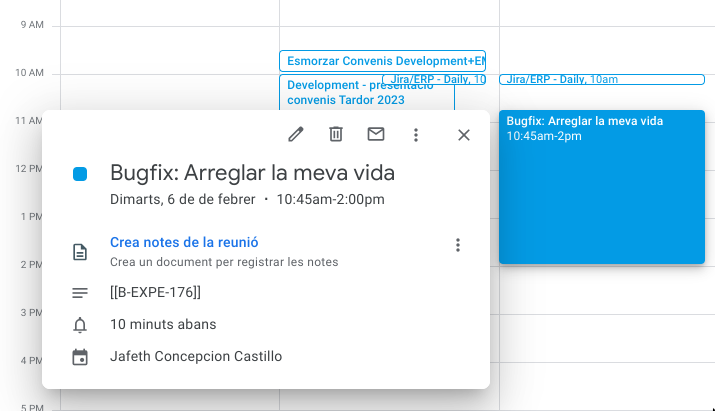 9 AM
10 AM
11 AM
12 PM
1 PM
2 PM
3 PM
4 PM
5 PM
Esmorzar Convenis Development+EM
Development - presentació
convenis Tardor 2023
Jira/ERP - Daily, 10
Jira/ERP - Daily, 10am
Bugfix: Arreglar la meva vida
10:45am-2pm
Bugfix: Arreglar la meva vida
Dimarts, 6 de de febrer · 10:45am-2:00pm
Crea notes de la reunió
Crea un document per registrar les notes
[[B-EXPE-176]]
10 minuts abans
Jafeth Concepcion Castillo